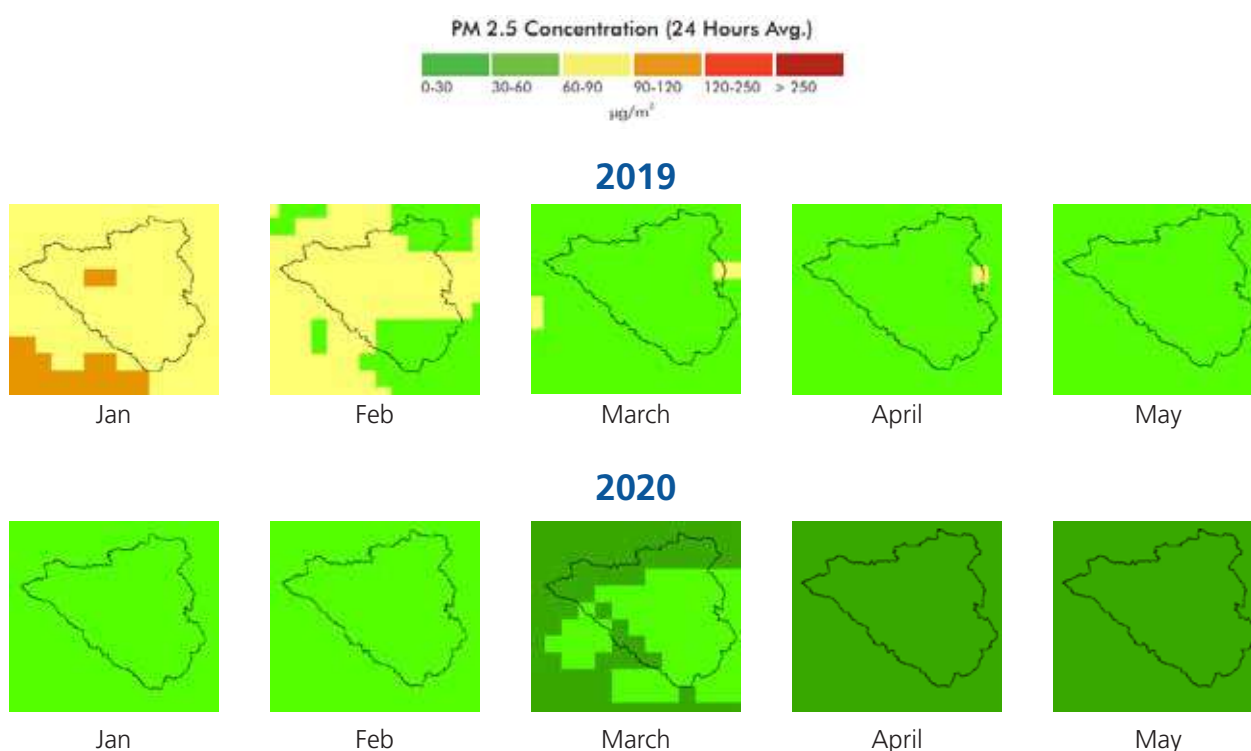 PM 2.5 Concentration (24 Hours Avg.)
0-30 30-60 60-90 90-120 120-250 > 250
µg/m³
2019
Jan Feb March April May
2020
Jan Feb March April May